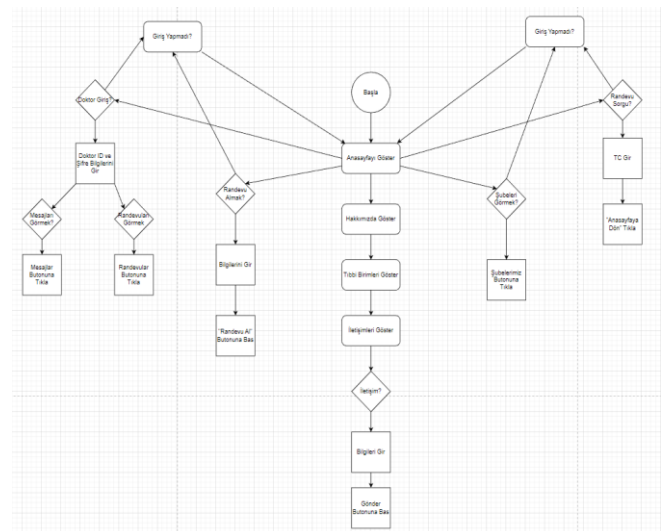 Giriş Yapmadı?
Giriş Yapmadı?
Başla
Doktor Giriş?
Randevu
Sorgu?
Anasayfayı Göster
Doktor ID ve
Şifre Bilgilerini
Gir
TC Gir
Randevu
Almak?
Şubeleri
Görmek?
Mesajları
Görmek?
Randevuları
Görmek
Hakkımızda Göster
"Anasayfaya
Dön" Tıkla
Mesajlar
Butonuna
Tıkla
Randevular
Butonuna
Tıkla
Bilgilerini Gir
Tıbbi Birimleri Göster
Şubelerimiz
Butonuna
Tıkla
"Randevu Al"
Butonuna Bas
İletişimleri Göster
İletişim?
Bilgileri Gir
Gönder
Butonuna Bas